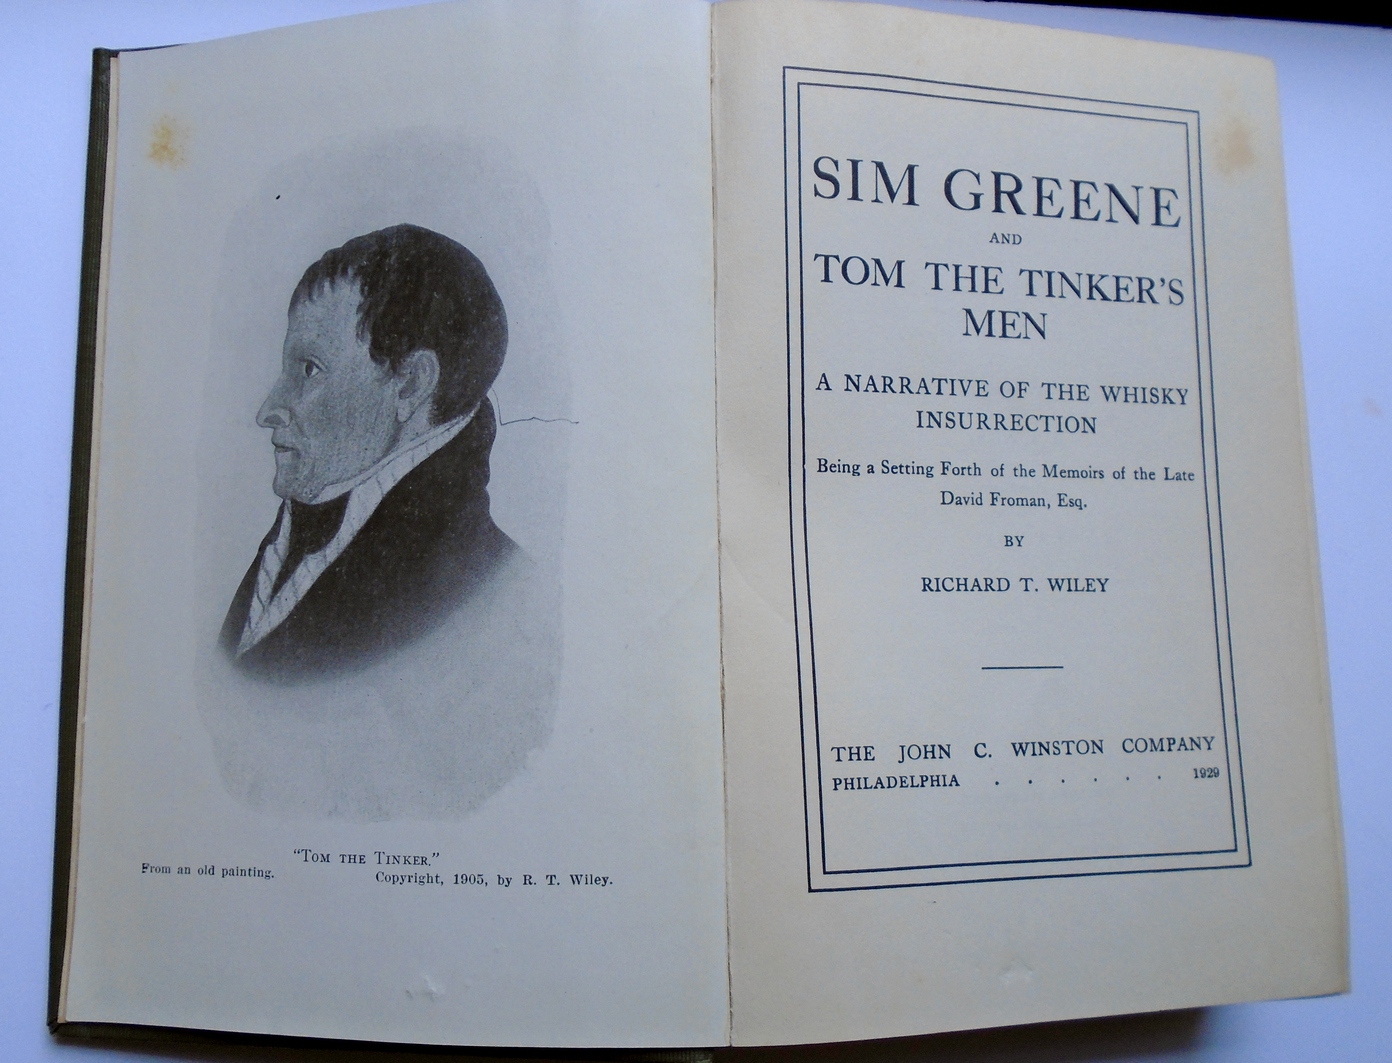 "TOM THE TINKER."
From an old painting.
Copyright, 1905, by R. T. Wiley.
SIM GREENE
AND
TOM THE TINKER'S
MEN
A NARRATIVE OF THE WHISKY
INSURRECTION
Being a Setting Forth of the Memoirs of the Late
David Froman, Esq.
BY
RICHARD T. WILEY
THE JOHN C. WINSTON COMPANY
PHILADELPHIA . . . . . . 1929